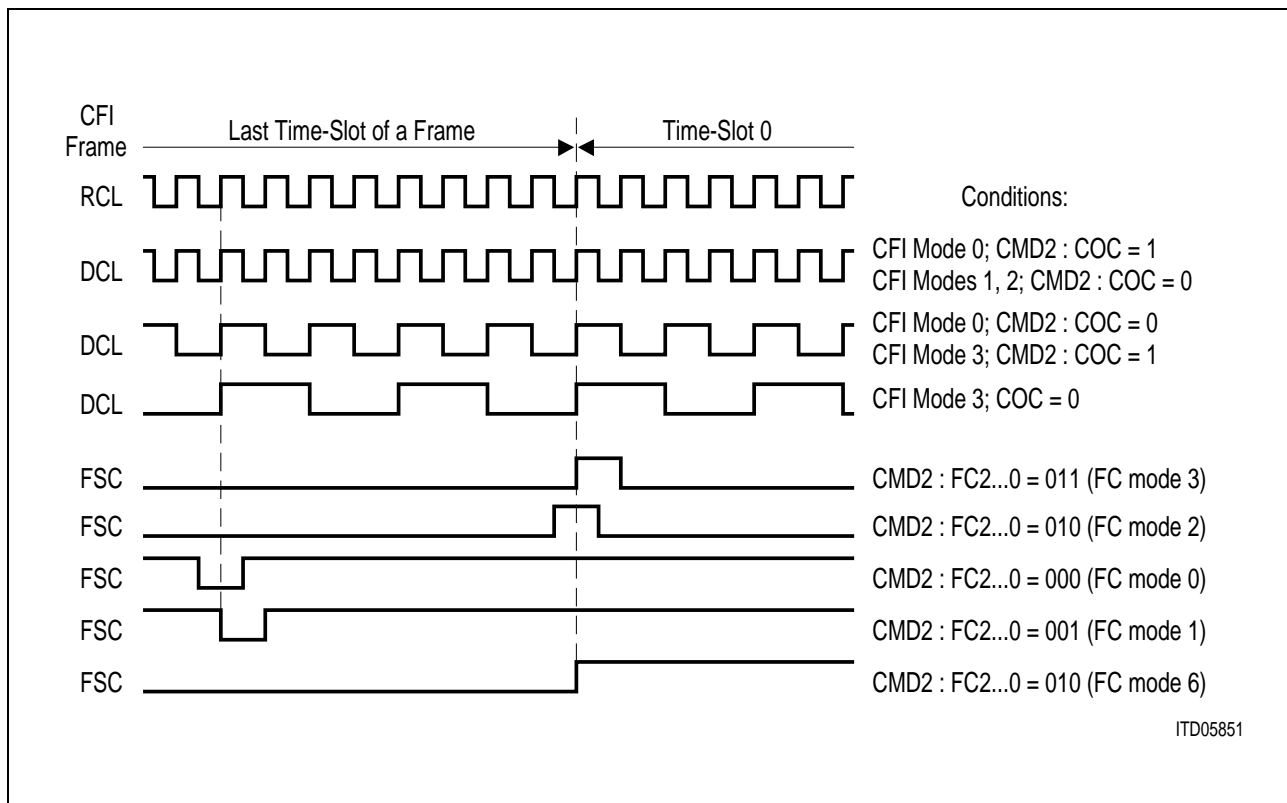 CFI
Frame
Last Time-Slot of a Frame
Time-Slot 0
RCL
Conditions:
DCL
CFI Mode 0; CMD2 : COC = 1
CFI Modes 1, 2; CMD2 : COC = 0
DCL
CFI Mode 0; CMD2 : COC = 0
CFI Mode 3; CMD2 : COC = 1
DCL
CFI Mode 3; COC = 0
FSC
CMD2 : FC2...0 = 011 (FC mode 3)
FSC
CMD2 : FC2...0 = 010 (FC mode 2)
FSC
CMD2 : FC2...0 = 000 (FC mode 0)
FSC
CMD2 : FC2...0 = 001 (FC mode 1)
FSC
CMD2 : FC2...0 = 010 (FC mode 6)
ITD05851